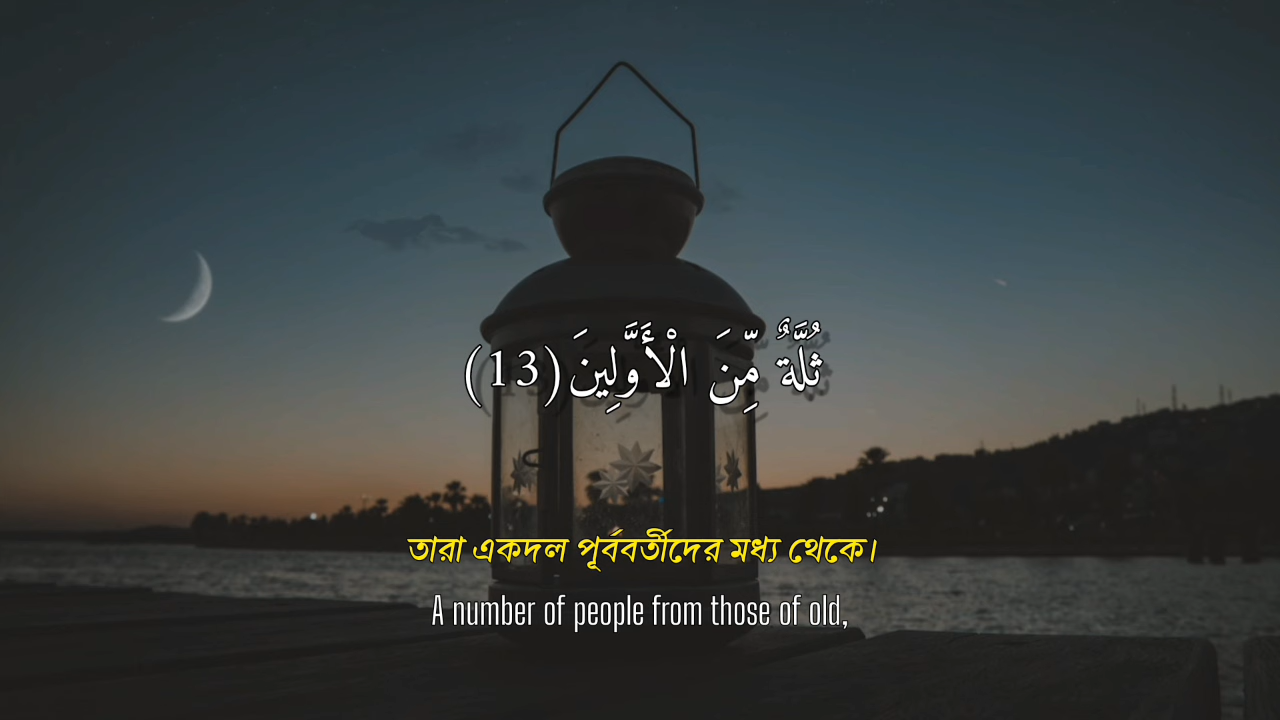 ثُلَّةٌ مِّنَ الْأَوَّلِينَ(13)
তারা একদল পূর্ববর্তীদের মধ্য থেকে।
A number of people from those of old,